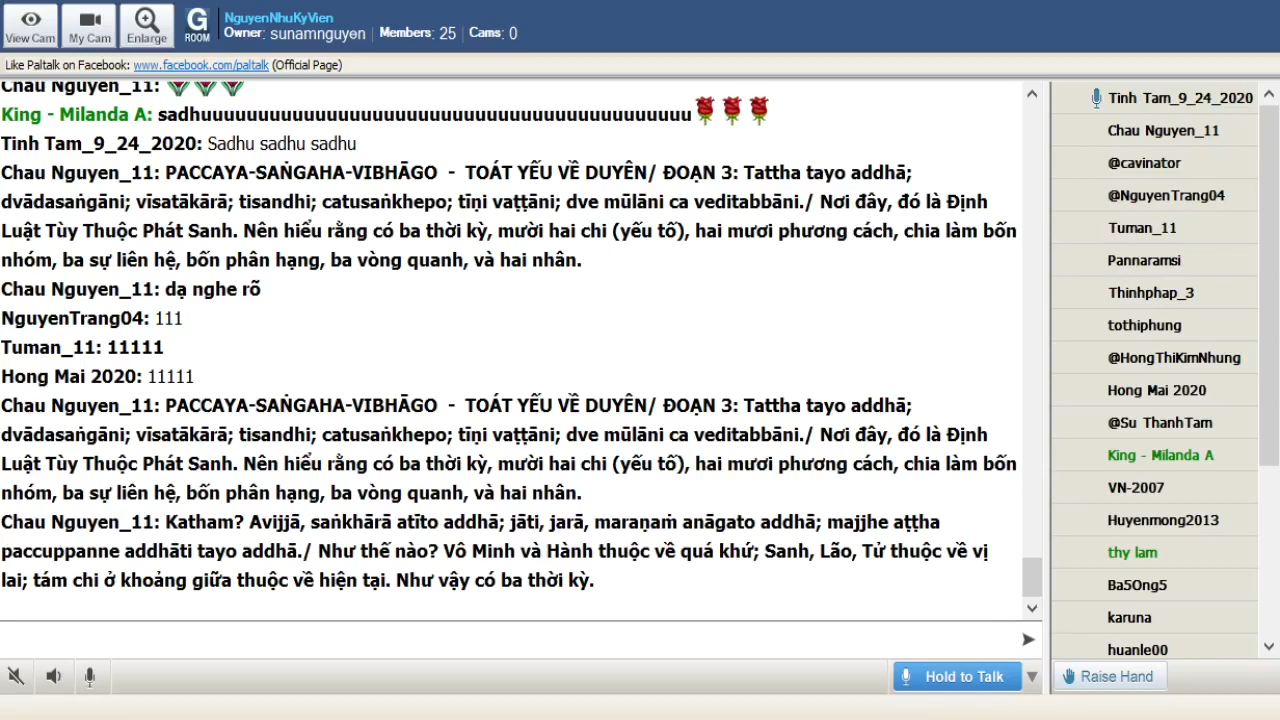 View Cam
My Cam
Enlarge
G
ROOM
NguyenNhuKyVien
Owner: sunamnguyen | Members: 25 | Cams: 0
Like Paltalk on Facebook: www.facebook.com/paltalk (Official Page)
Chau Nguyen_11:
King - Milanda A: sadhuuuuuuuuuuuuuuuuuuuuuuuuuuuuuuuuuuuuuuuuuuu
Tinh Tam_9_24_2020: Sadhu sadhu sadhu
Chau Nguyen_11: PACCAYA-SAṄGAHA-VIBHĀGO - TOÁT YẾU VỀ DUYÊN/ ĐOẠN 3: Tattha tayo addhā;
dvādasaṅgāni; vīsatākārā; tisandhi; catusaṅkhepo; tīṇi vaṭṭāni; dve mūlāni ca veditabbāni./ Nơi đây, đó là Định
Luật Tùy Thuộc Phát Sanh. Nên hiểu rằng có ba thời kỳ, mười hai chi (yếu tố), hai mươi phương cách, chia làm bốn
nhóm, ba sự liên hệ, bốn phân hạng, ba vòng quanh, và hai nhân.
Chau Nguyen_11: dạ nghe rõ
NguyenTrang04: 111
Tuman_11: 11111
Hong Mai 2020: 11111
Chau Nguyen_11: PACCAYA-SAṄGAHA-VIBHĀGO - TOÁT YẾU VỀ DUYÊN/ ĐOẠN 3: Tattha tayo addhā;
dvādasaṅgāni; vīsatākārā; tisandhi; catusaṅkhepo; tīṇi vaṭṭāni; dve mūlāni ca veditabbāni./ Nơi đây, đó là Định
Luật Tùy Thuộc Phát Sanh. Nên hiểu rằng có ba thời kỳ, mười hai chi (yếu tố), hai mươi phương cách, chia làm bốn
nhóm, ba sự liên hệ, bốn phân hạng, ba vòng quanh, và hai nhân.
Chau Nguyen_11: Katham? Avijjā, saṅkhārā atīto addhā; jāti, jarā, maraṇaṁ anāgato addhā; majjhe aṭṭha
paccuppanne addhāti tayo addhā./ Như thế nào? Vô Minh và Hành thuộc về quá khứ; Sanh, Lão, Tử thuộc về vị
lai; tám chi ở khoảng giữa thuộc về hiện tại. Như vậy có ba thời kỳ.
Hold to Talk
Tinh Tam_9_24_2020
Chau Nguyen_11
@cavinator
@NguyenTrang04
Tuman_11
Pannaramsi
Thinhphap_3
tothiphung
@HongThiKimNhung
Hong Mai 2020
@Su ThanhTam
King - Milanda A
VN-2007
Huyenmong2013
thy lam
Ba5Ong5
karuna
huanle00
Raise Hand